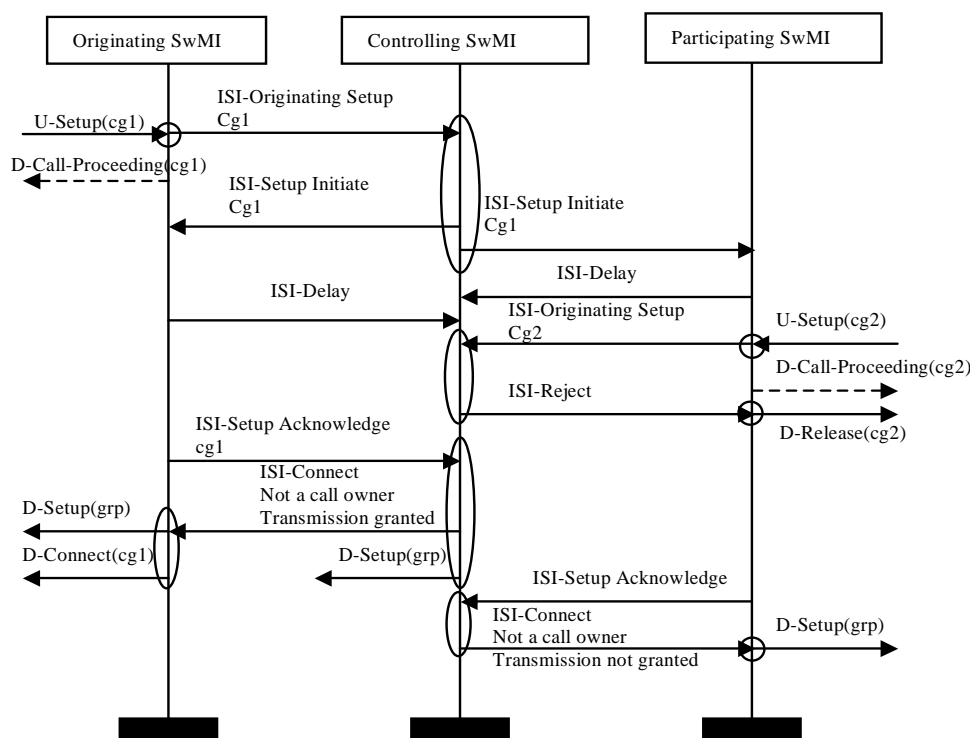 Originating SwMI
Controlling SwMI
Participating SwMI
ISI-Originating Setup
Cg1
U-Setup(cg1)
D-Call-Proceeding(cg1)
ISI-Setup Initiate
Cg1
ISI-Setup Initiate
Cg1
ISI-Delay
ISI-Delay
ISI-Originating Setup
Cg2
U-Setup(cg2)
D-Call-Proceeding(cg2)
ISI-Reject
D-Release(cg2)
ISI-Setup Acknowledge
cg1
ISI-Connect
Not a call owner
Transmission granted
D-Setup(grp)
D-Connect(cg1)
D-Setup(grp)
ISI-Setup Acknowledge
ISI-Connect
Not a call owner
Transmission not granted
D-Setup(grp)